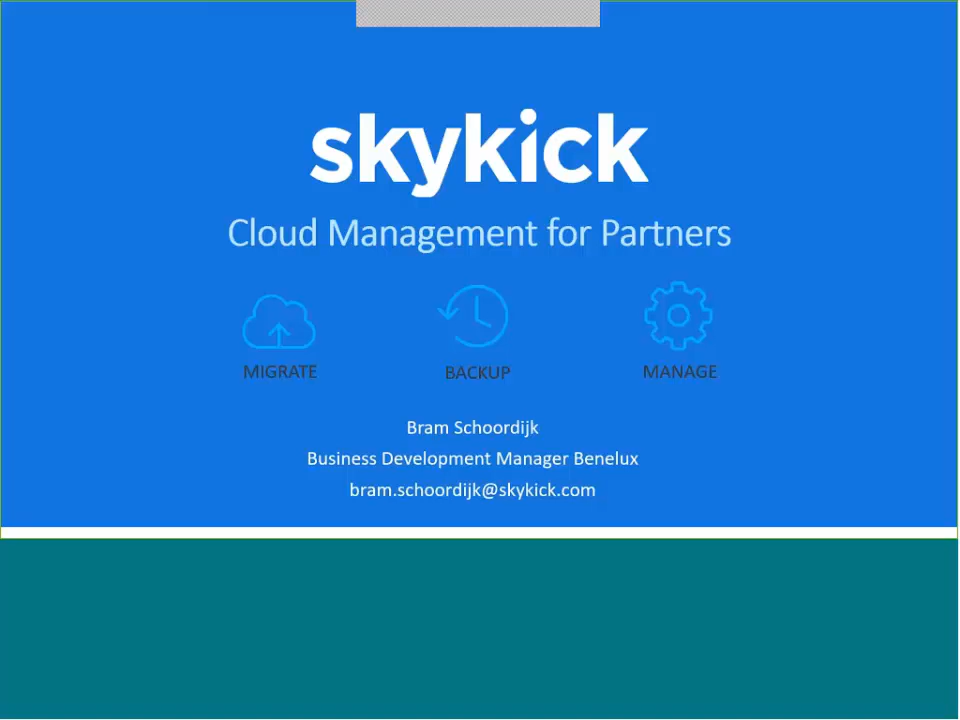 skykick
Cloud Management for Partners
MIGRATE BACKUP MANAGE
Bram Schoordijk
Business Development Manager Benelux
bram.schoordijk@skykick.com